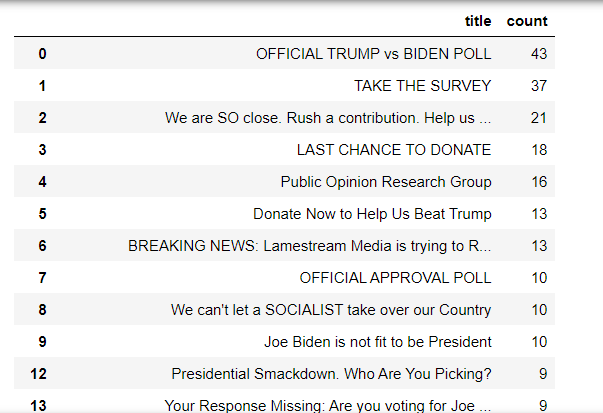 title count
0 OFFICIAL TRUMP vs BIDEN POLL 43
1 TAKE THE SURVEY 37
2 We are SO close. Rush a contribution. Help us ... 21
3 LAST CHANCE TO DONATE 18
4 Public Opinion Research Group 16
5 Donate Now to Help Us Beat Trump 13
6 BREAKING NEWS: Lamestream Media is trying to R... 13
7 OFFICIAL APPROVAL POLL 10
8 We can't let a SOCIALIST take over our Country 10
9 Joe Biden is not fit to be President 10
12 Presidential Smackdown. Who Are You Picking? 9
13 Your Response Missing: Are you voting for Joe ... 9